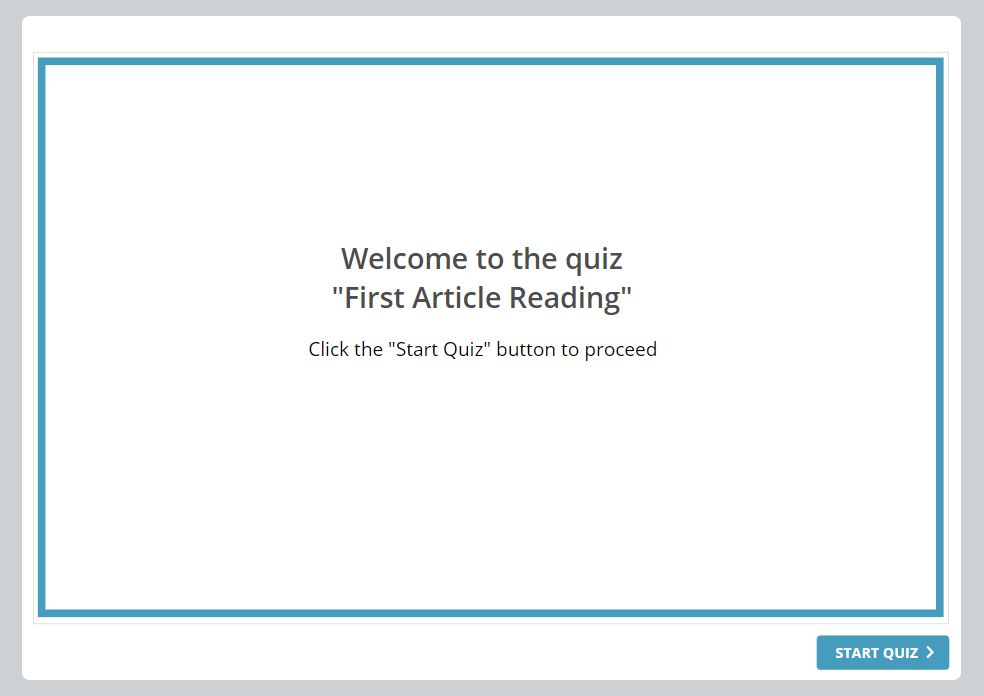 Welcome to the quiz
"First Article Reading"
Click the "Start Quiz" button to proceed
START QUIZ